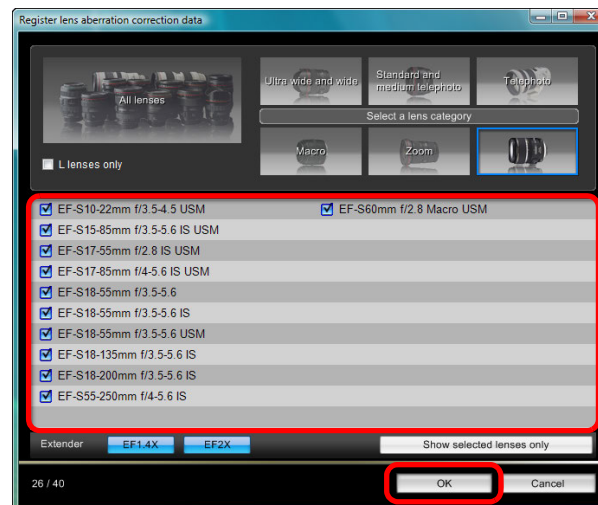 Register lens aberration correction data
All lenses
Ultra wide and wide
Standard and
medium telephoto
Telephoto
Select a lens category
Macro
Zoom
L lenses only
EF-S10-22mm f/3.5-4.5 USM
EF-S60mm f/2.8 Macro USM
EF-S15-85mm f/3.5-5.6 IS USM
EF-S17-55mm f/2.8 IS USM
EF-S17-85mm f/4-5.6 IS USM
EF-S18-55mm f/3.5-5.6
EF-S18-55mm f/3.5-5.6 IS
EF-S18-55mm f/3.5-5.6 USM
EF-S18-135mm f/3.5-5.6 IS
EF-S18-200mm f/3.5-5.6 IS
EF-S55-250mm f/4-5.6 IS
Extender EF1.4X EF2X Show selected lenses only
26 / 40 OK Cancel